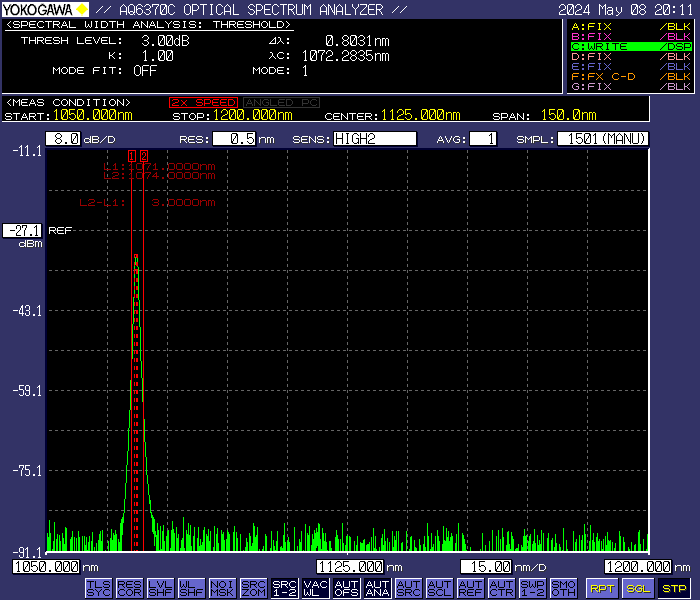 YOKOGAWA // AQ6370C OPTICAL SPECTRUM ANALYZER // 2024 May 08 20:11
<SPECTRAL WIDTH ANALYSIS: THRESHOLD>
THRESH LEVEL: 3.00dB Δλ: 0.8031nm
K: 1.00 λC: 1072.2835nm
MODE FIT: OFF MODE: 1
A:FIX /BLK
B:FIX /BLK
C:WRITE /DSP
D:FIX /BLK
E:FIX /BLK
F:FX C-D /BLK
G:FIX /BLK
<MEAS CONDITION> 2X SPEED ANGLED PC
START:1050.000nm STOP:1200.000nm CENTER:1125.000nm SPAN: 150.0nm
8.0 dB/D RES: 0.5 nm SENS: HIGH2 AVG: 1 SMPL: 1501(MANU)
-11.1
1 2
L1:1071.0000nm
L2:1074.0000nm
L2-L1: 3.0000nm
-27.1 REF
dBm
-43.1
-59.1
-75.1
-91.1
1050.000 nm 1125.000 nm 15.00 nm/D 1200.000 nm
TLS SYC RES COR LVL SHF WL SHF NOI MSK SRC ZOM SRC 1-2 VAC WL AUT OFS AUT ANA AUT SRC AUT SCL AUT REF AUT CTR SWP 1-2 SMO OTH RPT SGL STP